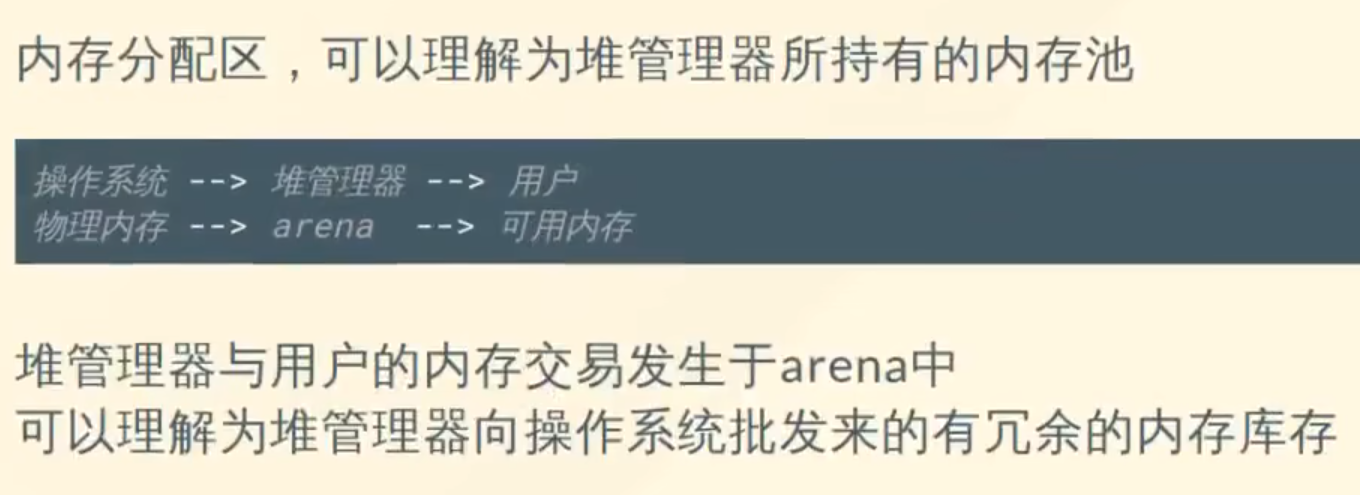 内存分配区，可以理解为堆管理器所持有的内存池
操作系统 --> 堆管理器 --> 用户
物理内存 --> arena --> 可用内存
堆管理器与用户的内存交易发生于arena中
可以理解为堆管理器向操作系统批发来的有冗余的内存库存